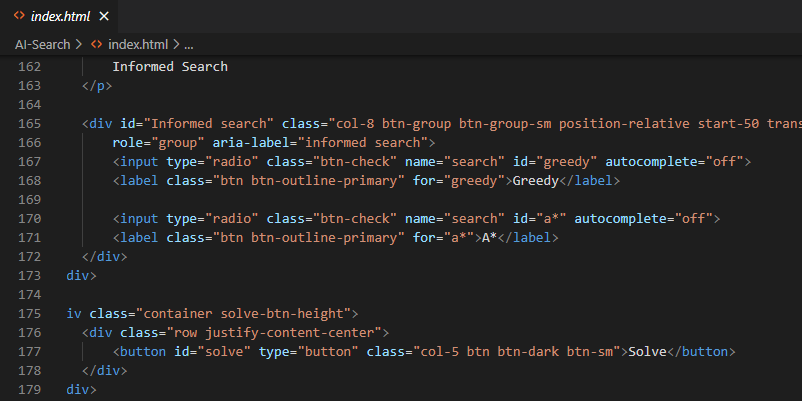 <> index.html ×
AI-Search > <> index.html > ...
162 Informed Search
163 </p>
164
165 <div id="Informed search" class="col-8 btn-group btn-group-sm position-relative start-50 trans
166 role="group" aria-label="informed search">
167 <input type="radio" class="btn-check" name="search" id="greedy" autocomplete="off">
168 <label class="btn btn-outline-primary" for="greedy">Greedy</label>
169
170 <input type="radio" class="btn-check" name="search" id="a*" autocomplete="off">
171 <label class="btn btn-outline-primary" for="a*">A*</label>
172 </div>
173 div>
174
175 iv class="container solve-btn-height">
176 <div class="row justify-content-center">
177 <button id="solve" type="button" class="col-5 btn btn-dark btn-sm">Solve</button>
178 </div>
179 div>